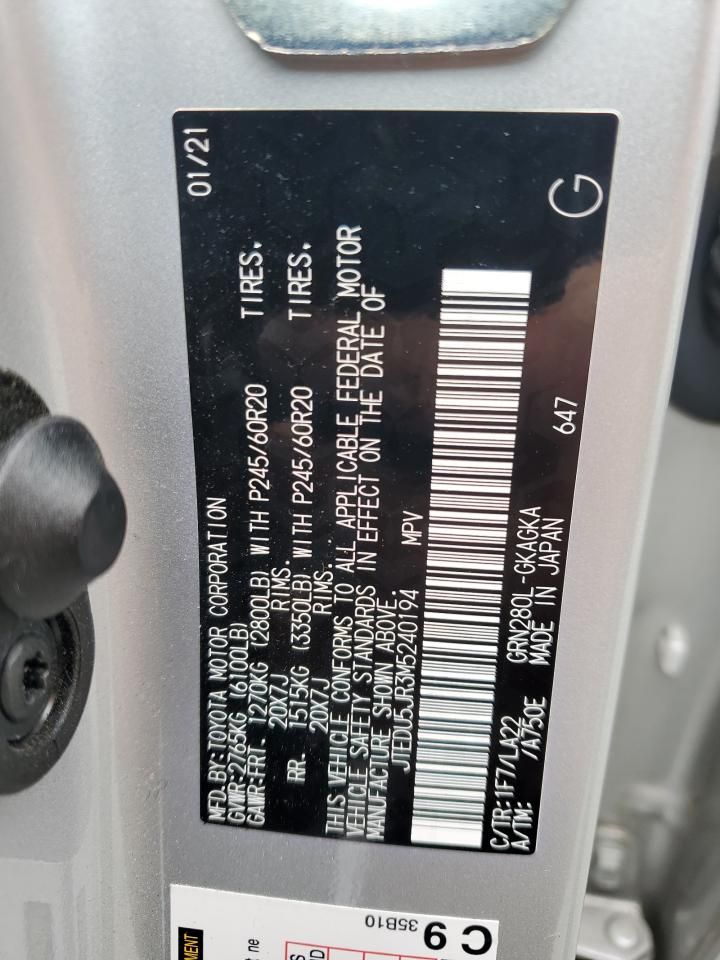 MFD.BY:TOYOTA MOTOR CORPORATION 01/21
GVWR:2765KG (6100LB)
GAWR:FR. 1270KG (2800LB) WITH P245/60R20 TIRES.
20X7J RIMS.
RR. 1515KG (3350LB) WITH P245/60R20 TIRES.
20X7J RIMS.
THIS VEHICLE CONFORMS TO ALL APPLICABLE FEDERAL MOTOR
VEHICLE SAFETY STANDARDS IN EFFECT ON THE DATE OF
MANUFACTURE SHOWN ABOVE.
JTEDU5JR3M5240194 MPV
C/TR:1F7/LA22 GRN280L-GKAGKA
A/TM: /A750E MADE IN JAPAN
647
G
C9
35B10